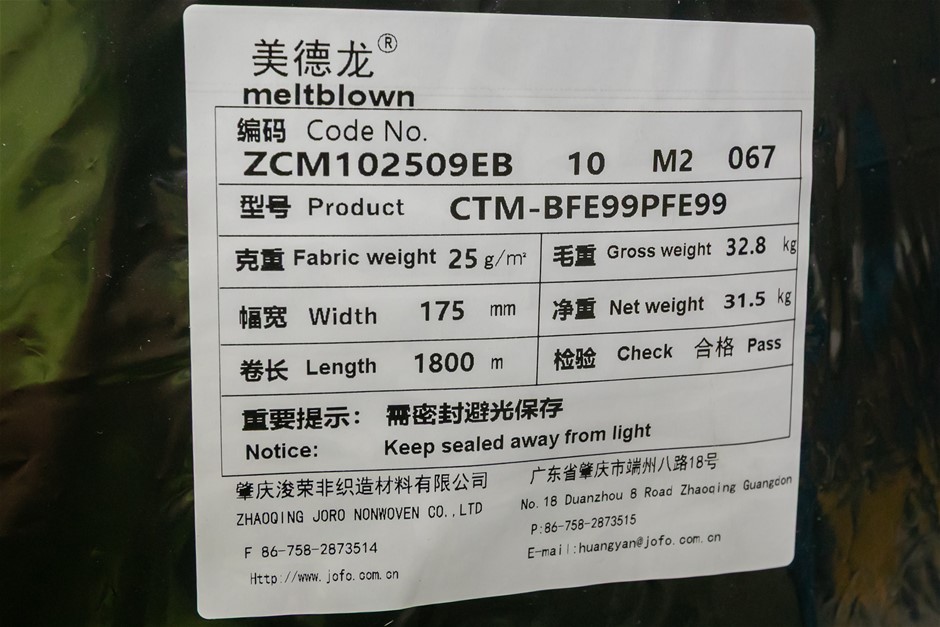 美德龙®
meltblown
编码 Code No.
ZCM102509EB 10 M2 067
型号 Product CTM-BFE99PFE99
克重 Fabric weight 25 g/㎡ 毛重 Gross weight 32.8 kg
幅宽 Width 175 mm 净重 Net weight 31.5 kg
卷长 Length 1800 m 检验 Check 合格 Pass
重要提示： 需密封避光保存
Notice: Keep sealed away from light
肇庆浚荣非织造材料有限公司 广东省肇庆市端州八路18号
ZHAOQING JORO NONWOVEN CO.,LTD No.18 Duanzhou 8 Road Zhaoqing Guangdon
F 86-758-2873514 P:86-758-2873515
Http://www.jofo.com.cn E-mail:huangyan@jofo.com.cn